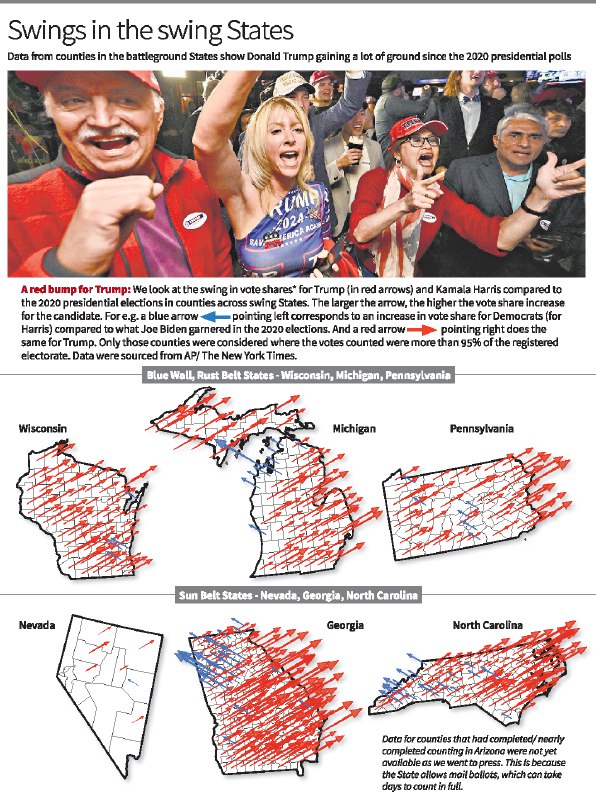 Swings in the swing States
Data from counties in the battleground States show Donald Trump gaining a lot of ground since the 2020 presidential polls
TRUMP
2024
AMERICA AGAIN
A red bump for Trump: We look at the swing in vote shares* for Trump (in red arrows) and Kamala Harris compared to
the 2020 presidential elections in counties across swing States. The larger the arrow, the higher the vote share increase
for the candidate. For e.g. a blue arrow pointing left corresponds to an increase in vote share for Democrats (for
Harris) compared to what Joe Biden garnered in the 2020 elections. And a red arrow pointing right does the
same for Trump. Only those counties were considered where the votes counted were more than 95% of the registered
electorate. Data were sourced from AP/ The New York Times.
Blue Wall, Rust Belt States - Wisconsin, Michigan, Pennsylvania
Wisconsin
Michigan
Pennsylvania
Sun Belt States - Nevada, Georgia, North Carolina
Nevada
Georgia
North Carolina
Data for counties that had completed/ nearly
completed counting in Arizona were not yet
available as we went to press. This is because
the State allows mail ballots, which can take
days to count in full.